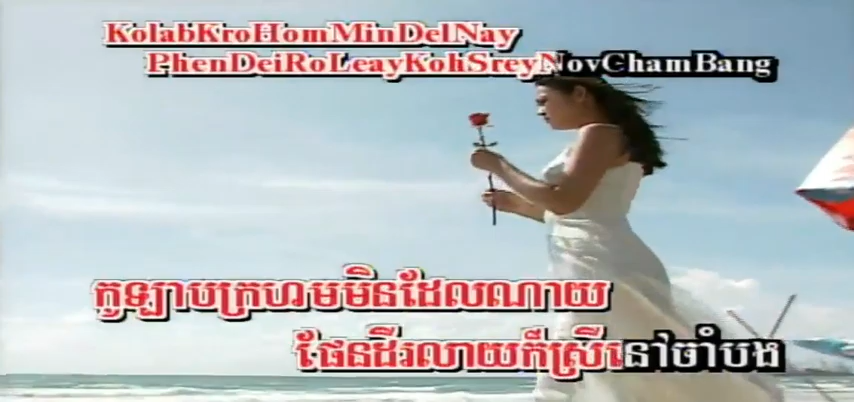 KolabKroHomMinDelNay
PhenDeiRoLeayKohSreyNovChamBang
កូឡាបក្រហមមិនដែលណាយ
ផែនដីរលាយក៏ស្រីនៅចាំបង